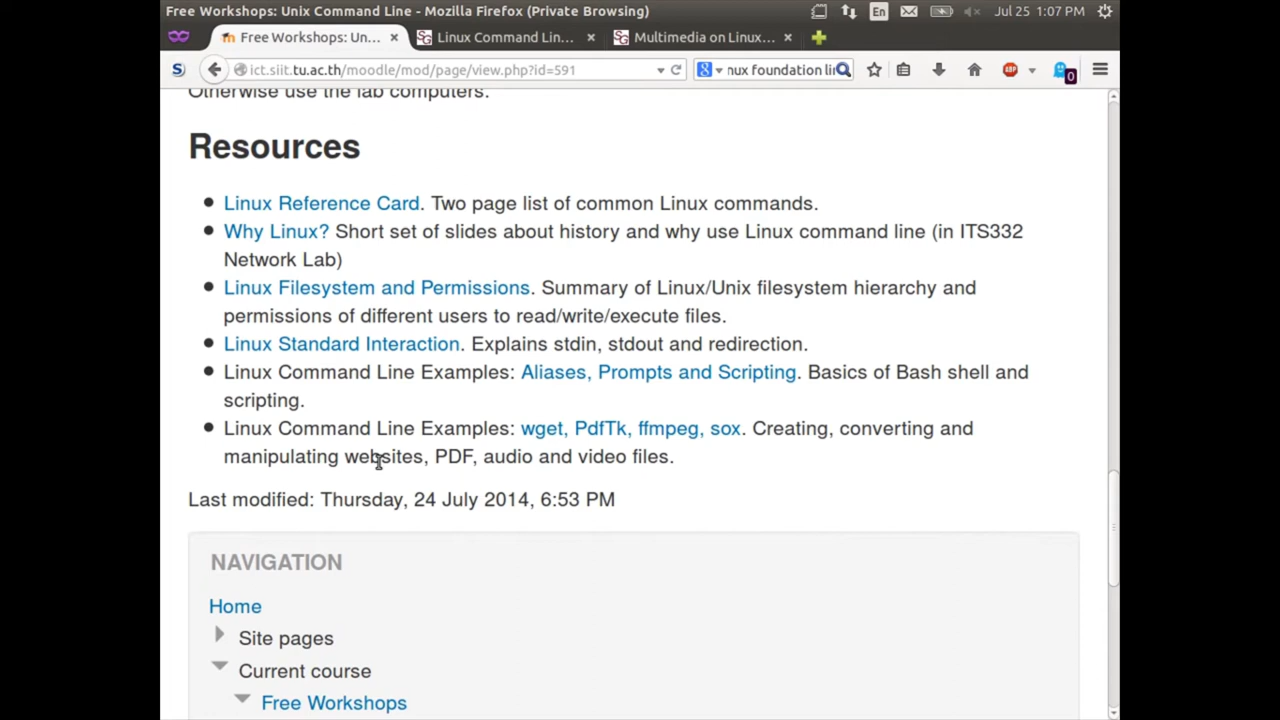 Free Workshops: Unix Command Line - Mozilla Firefox (Private Browsing)
En
Jul 25 1:07 PM
Free Workshops: Un...
Linux Command Lin...
Multimedia on Linux...
ict.siit.tu.ac.th/moodle/mod/page/view.php?id=591
nux foundation li
ABP
0
Otherwise use the lab computers.
Resources
Linux Reference Card. Two page list of common Linux commands.
Why Linux? Short set of slides about history and why use Linux command line (in ITS332
Network Lab)
Linux Filesystem and Permissions. Summary of Linux/Unix filesystem hierarchy and
permissions of different users to read/write/execute files.
Linux Standard Interaction. Explains stdin, stdout and redirection.
Linux Command Line Examples: Aliases, Prompts and Scripting. Basics of Bash shell and
scripting.
Linux Command Line Examples: wget, PdfTk, ffmpeg, sox. Creating, converting and
manipulating websites, PDF, audio and video files.
Last modified: Thursday, 24 July 2014, 6:53 PM
NAVIGATION
Home
Site pages
Current course
Free Workshops